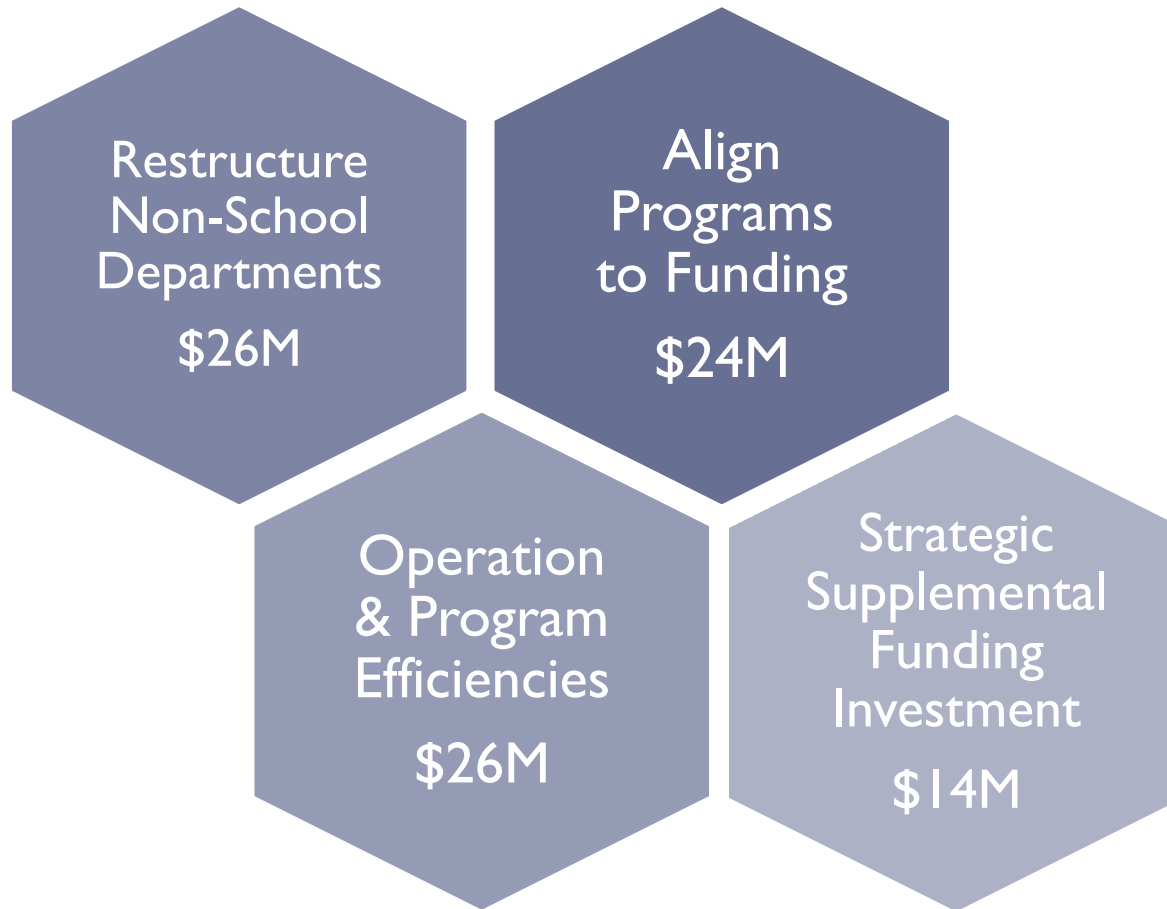 Restructure
Non-School
Departments
$26M
Align
Programs
to Funding
$24M
Operation
& Program
Efficiencies
$26M
Strategic
Supplemental
Funding
Investment
$14M